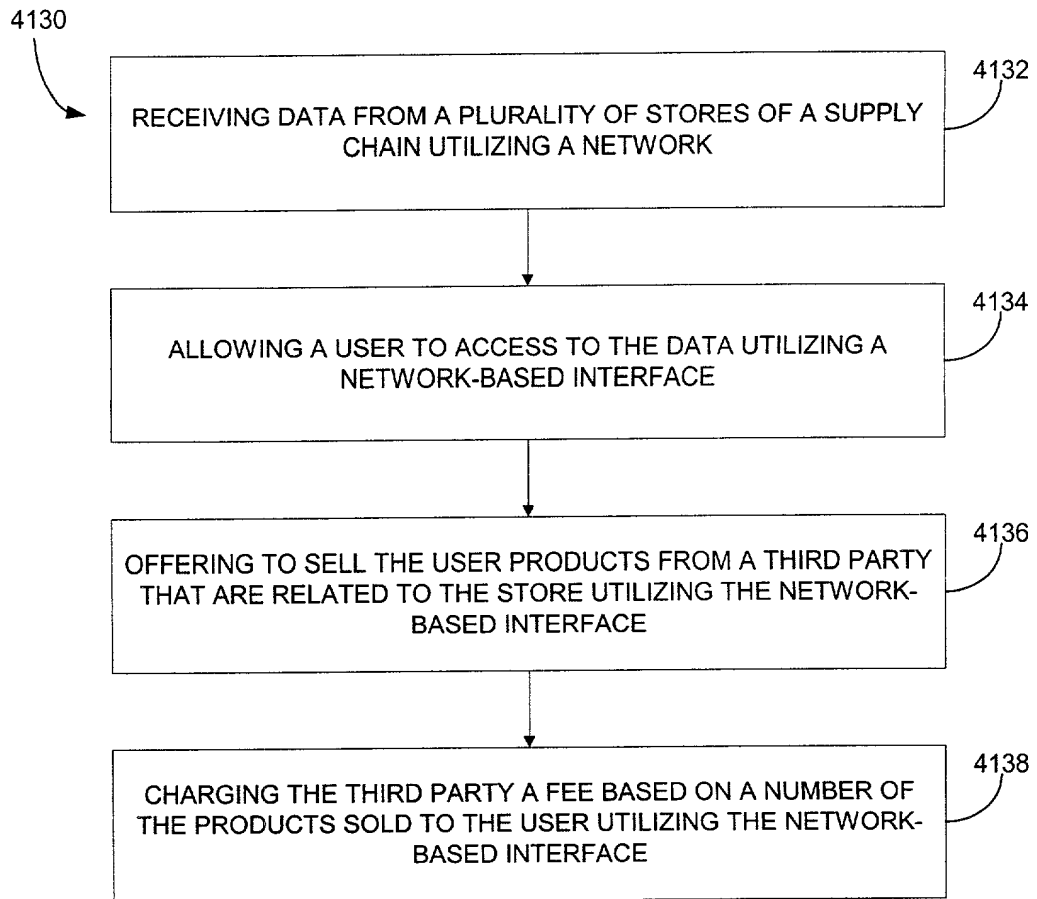 4130
4132
RECEIVING DATA FROM A PLURALITY OF STORES OF A SUPPLY
CHAIN UTILIZING A NETWORK
4134
ALLOWING A USER TO ACCESS TO THE DATA UTILIZING A
NETWORK-BASED INTERFACE
4136
OFFERING TO SELL THE USER PRODUCTS FROM A THIRD PARTY
THAT ARE RELATED TO THE STORE UTILIZING THE NETWORK-
BASED INTERFACE
4138
CHARGING THE THIRD PARTY A FEE BASED ON A NUMBER OF
THE PRODUCTS SOLD TO THE USER UTILIZING THE NETWORK-
BASED INTERFACE